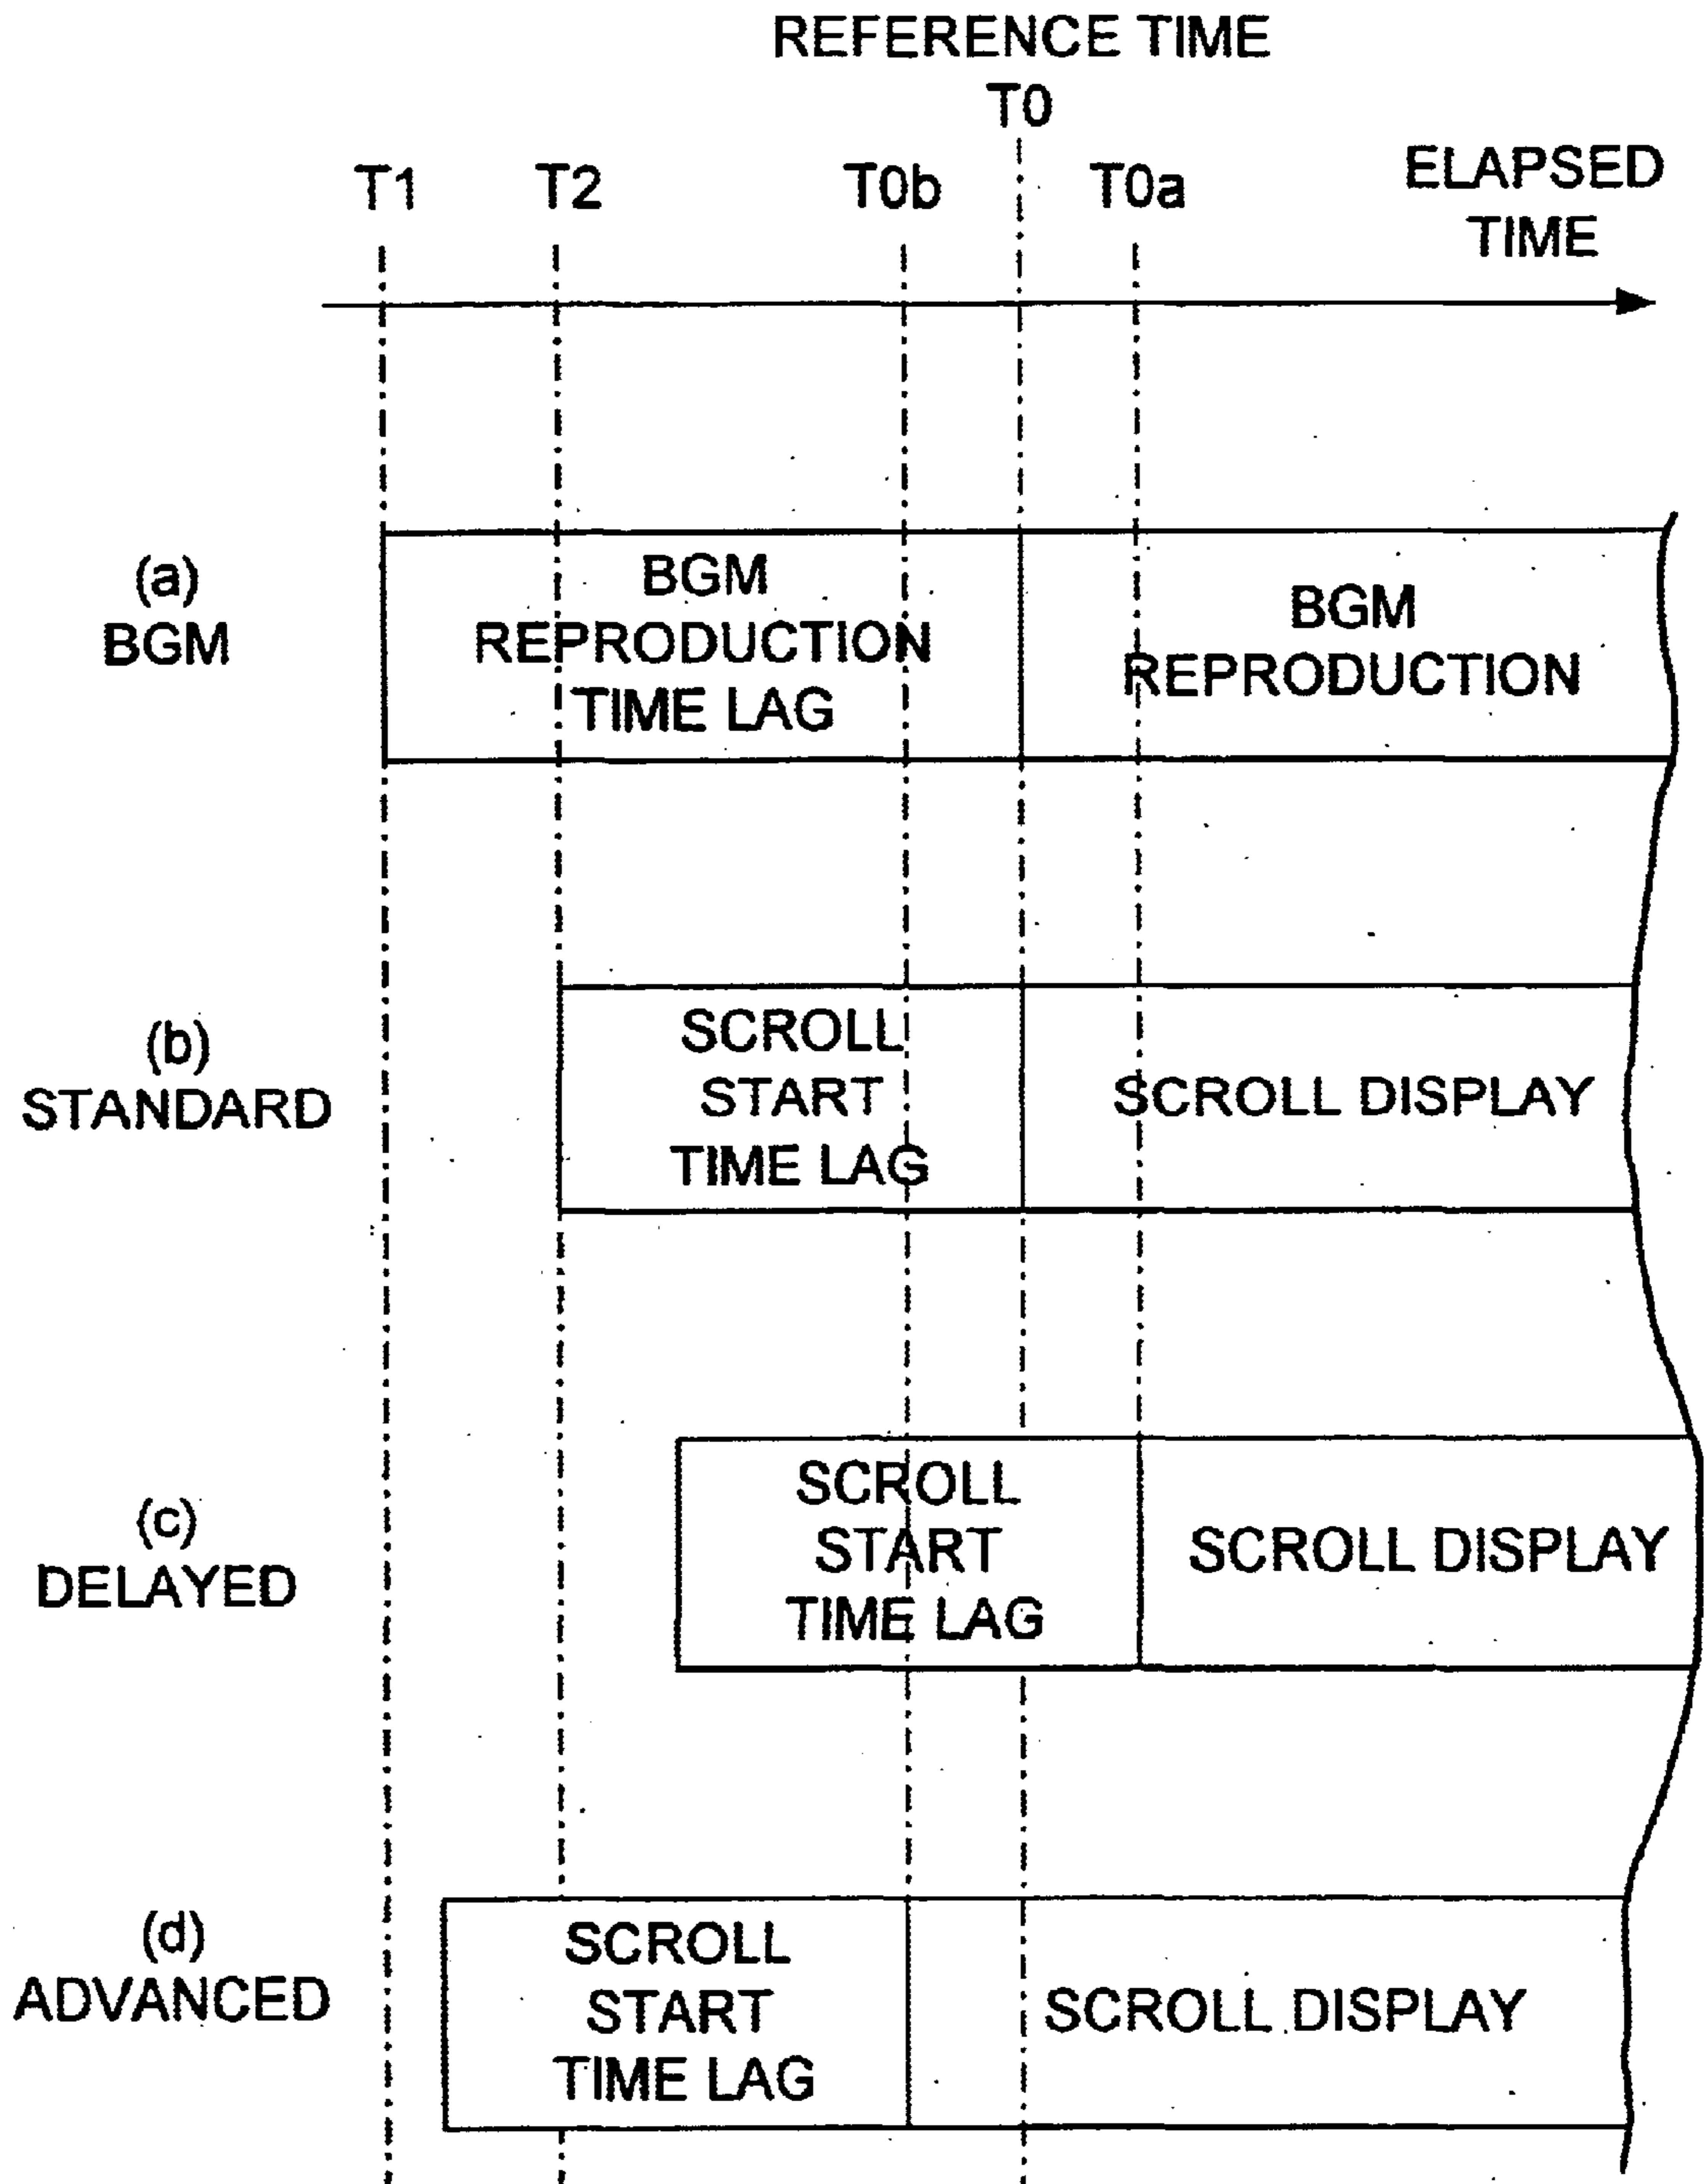 REFERENCE TIME
T0
T1 T2 T0b T0a
ELAPSED
TIME
(a)
BGM
BGM
REPRODUCTION
TIME LAG
BGM
REPRODUCTION
(b)
STANDARD
SCROLL
START
TIME LAG
SCROLL DISPLAY
(c)
DELAYED
SCROLL
START
TIME LAG
SCROLL DISPLAY
(d)
ADVANCED
SCROLL
START
TIME LAG
SCROLL DISPLAY